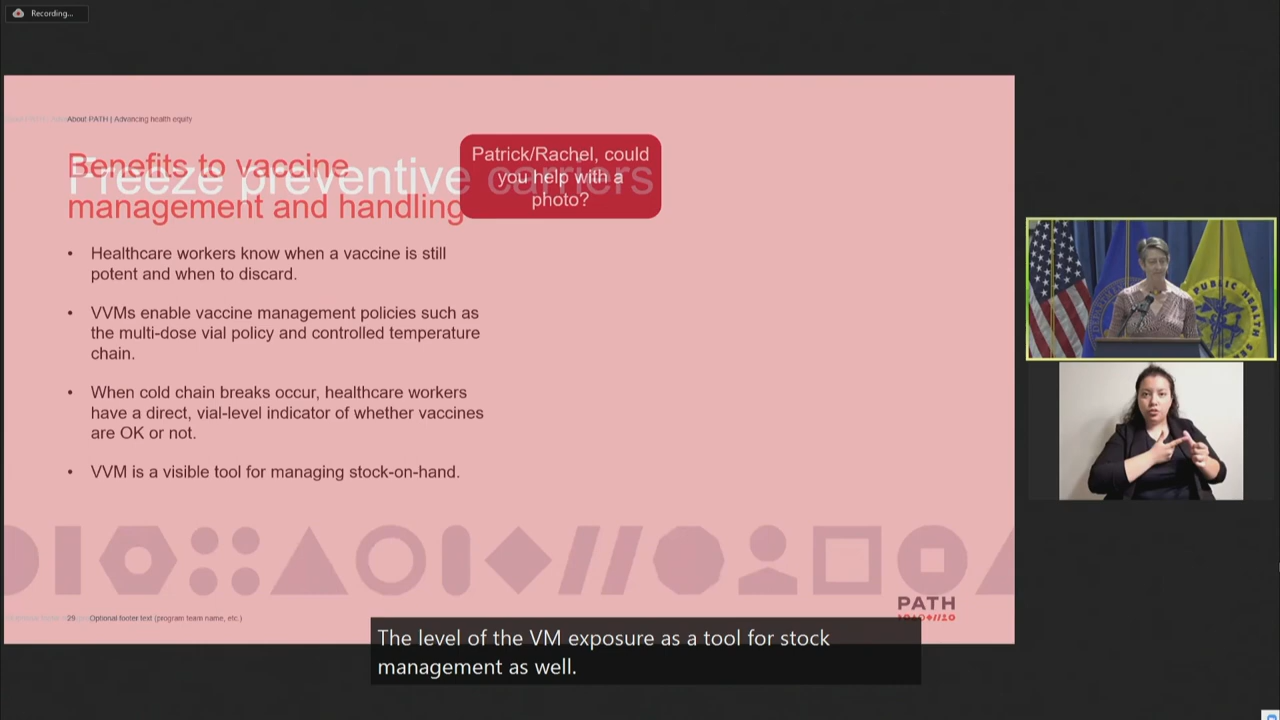 Recording...
About PATH | Advancing health equity
Benefits to vaccine
management and handling
Freeze preventive carriers
Patrick/Rachel, could
you help with a
photo?
• Healthcare workers know when a vaccine is still
potent and when to discard.
• VVMs enable vaccine management policies such as
the multi-dose vial policy and controlled temperature
chain.
• When cold chain breaks occur, healthcare workers
have a direct, vial-level indicator of whether vaccines
are OK or not.
• VVM is a visible tool for managing stock-on-hand.
29 Optional footer text (program team name, etc.)
PATH
The level of the VM exposure as a tool for stock
management as well.
PUBLIC HEALTH